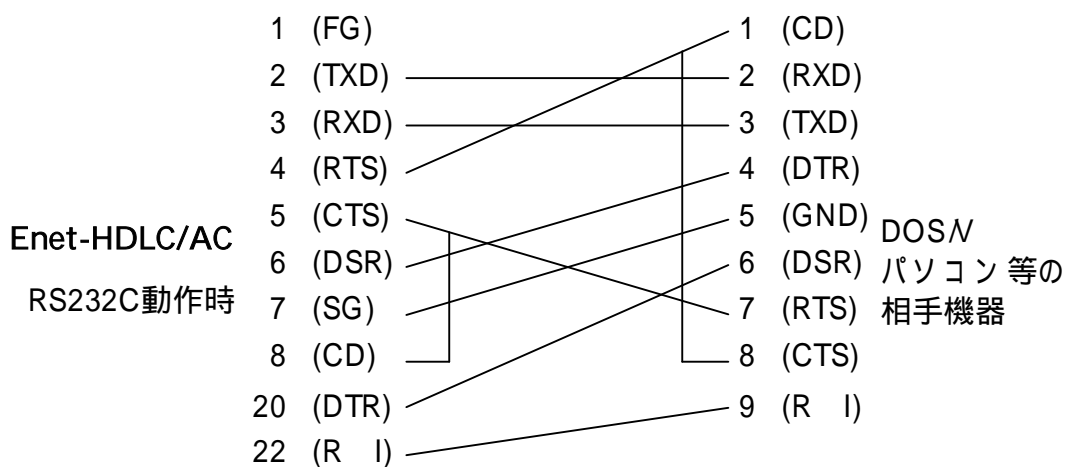 1 (FG)
2 (TXD)
3 (RXD)
4 (RTS)
5 (CTS)
6 (DSR)
7 (SG)
8 (CD)
20 (DTR)
22 (R I)
Enet-HDLC/AC
RS232C動作時
1 (CD)
2 (RXD)
3 (TXD)
4 (DTR)
5 (GND)
6 (DSR)
7 (RTS)
8 (CTS)
9 (R I)
DOS/V
パソコン 等の
相手機器